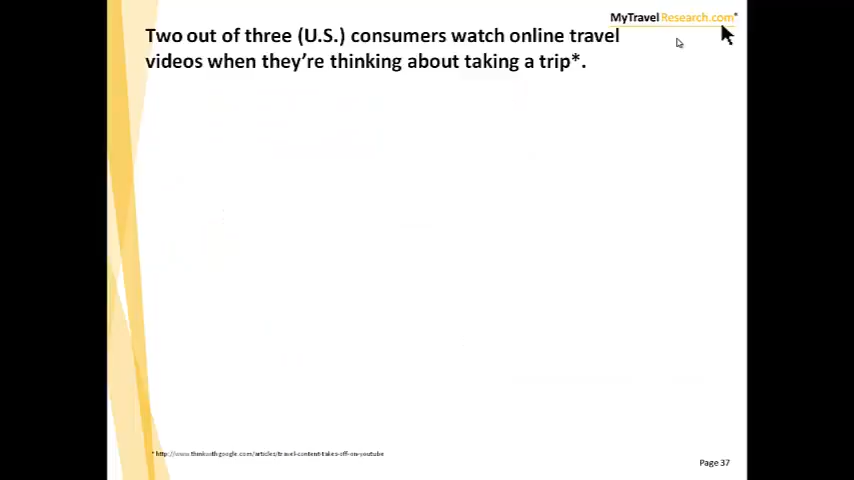 MyTravelResearch.com®
Two out of three (U.S.) consumers watch online travel
videos when they're thinking about taking a trip*.
* http://www.thinkwithgoogle.com/articles/travel-content-takes-off-on-youtube
Page 37